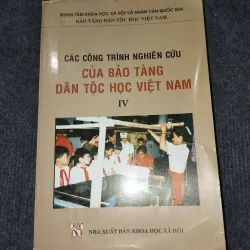 TRUNG TÂM KHOA HỌC XÃ HỘI VÀ NHÂN VĂN QUỐC GIA
BẢO TÀNG DÂN TỘC HỌC VIỆT NAM
CÁC CÔNG TRÌNH NGHIÊN CỨU
CỦA BẢO TÀNG
DÂN TỘC HỌC VIỆT NAM
IV
NHÀ XUẤT BẢN KHOA HỌC XÃ HỘI